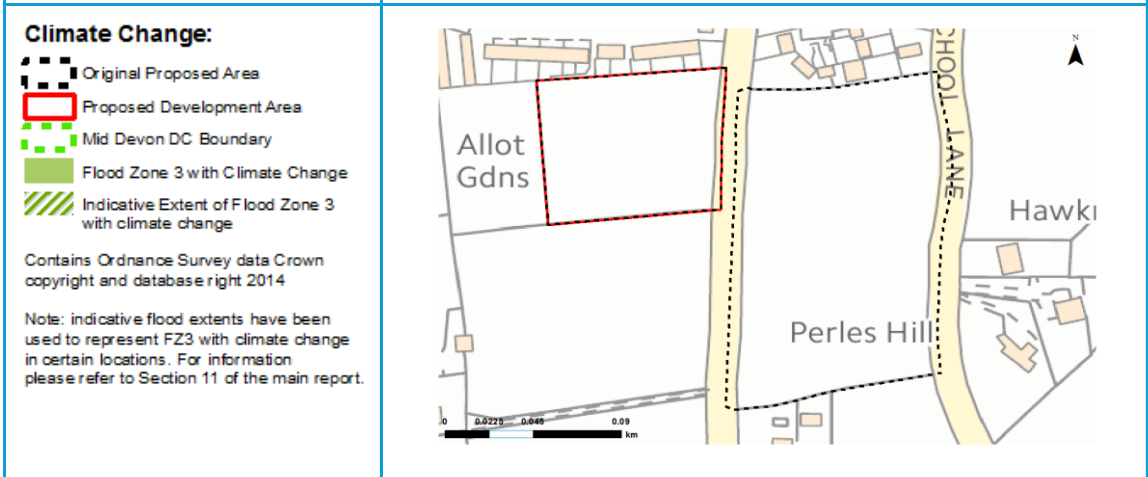 Climate Change:
Original Proposed Area
Proposed Development Area
Mid Devon DC Boundary
Flood Zone 3 with Climate Change
Indicative Extent of Flood Zone 3
with climate change
Contains Ordnance Survey data Crown
copyright and database right 2014
Note: indicative flood extents have been
used to represent FZ3 with climate change
in certain locations. For information
please refer to Section 11 of the main report.
N
CHOOL LANE
Allot
Gdns
Hawkr
Perles Hill
0 0.0225 0.045 0.09
km